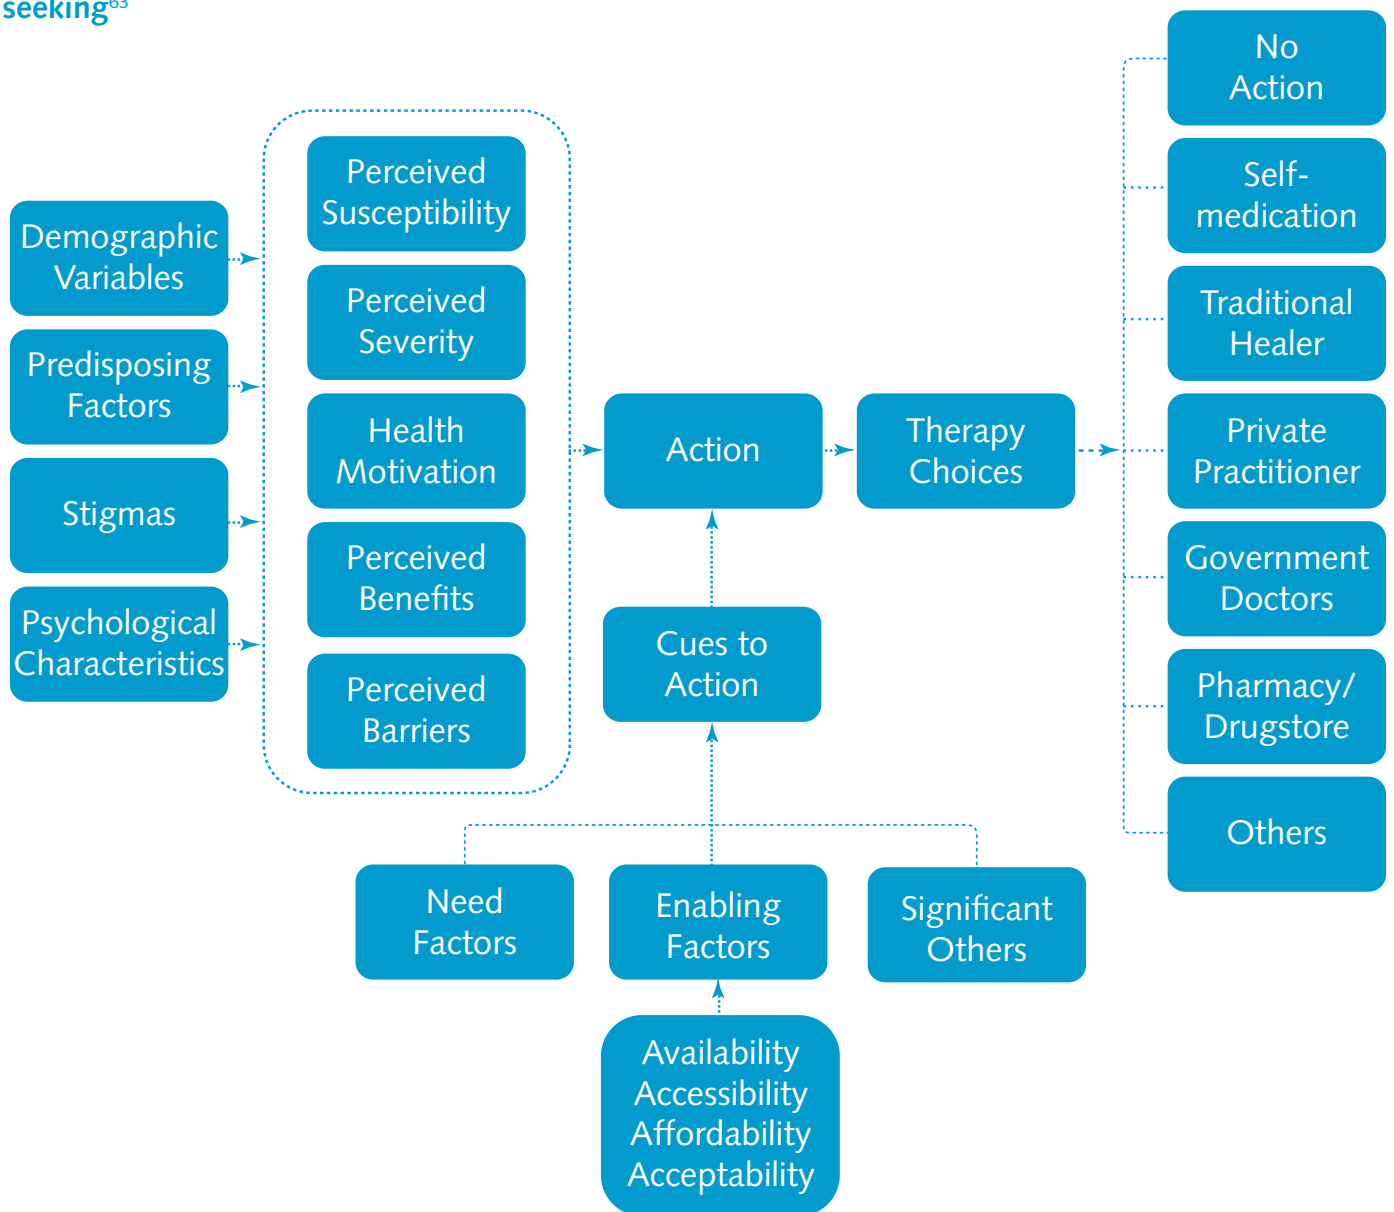 seeking63
Demographic
Variables
Predisposing
Factors
Stigmas
Psychological
Characteristics
Perceived
Susceptibility
Perceived
Severity
Health
Motivation
Perceived
Benefits
Perceived
Barriers
Action
Therapy
Choices
Cues to
Action
Need
Factors
Enabling
Factors
Significant
Others
Availability
Accessibility
Affordability
Acceptability
No
Action
Self-
medication
Traditional
Healer
Private
Practitioner
Government
Doctors
Pharmacy/
Drugstore
Others